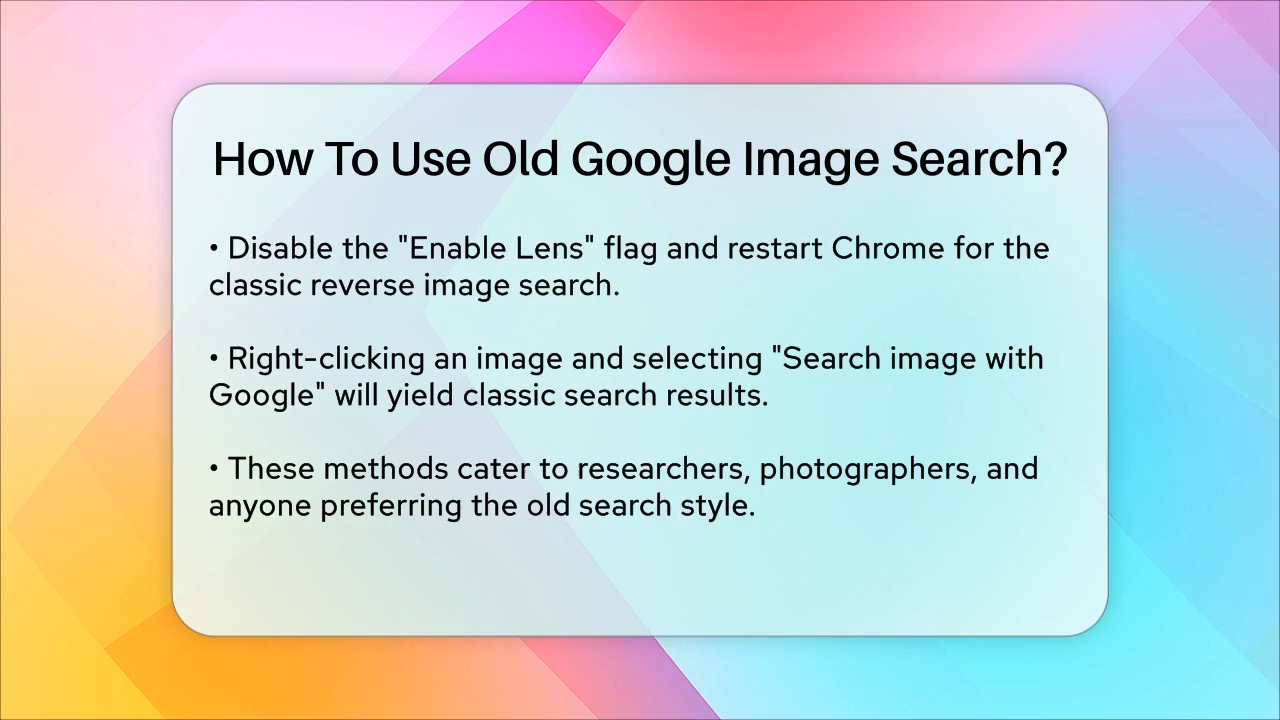 How To Use Old Google Image Search?
• Disable the "Enable Lens" flag and restart Chrome for the
classic reverse image search.
• Right-clicking an image and selecting "Search image with
Google" will yield classic search results.
• These methods cater to researchers, photographers, and
anyone preferring the old search style.